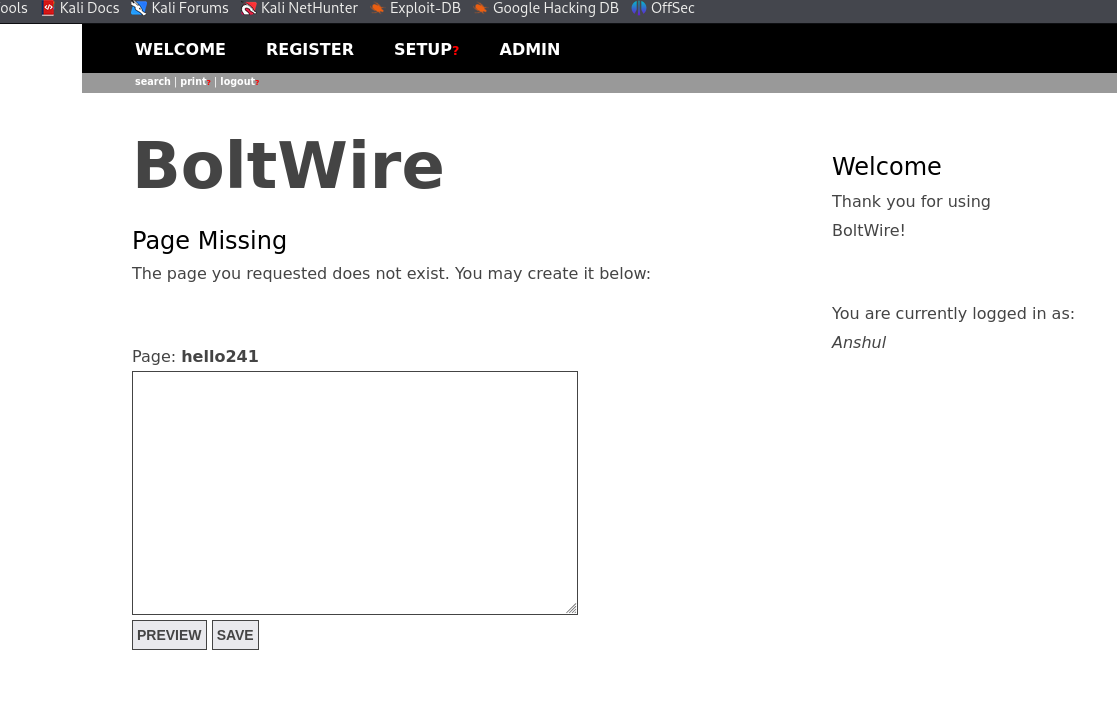 ools Kali Docs Kali Forums Kali NetHunter Exploit-DB Google Hacking DB OffSec
WELCOME REGISTER SETUP? ADMIN
search | print? | logout?
BoltWire
Welcome
Thank you for using
BoltWire!
Page Missing
The page you requested does not exist. You may create it below:
You are currently logged in as:
Anshul
Page: hello241
PREVIEW SAVE